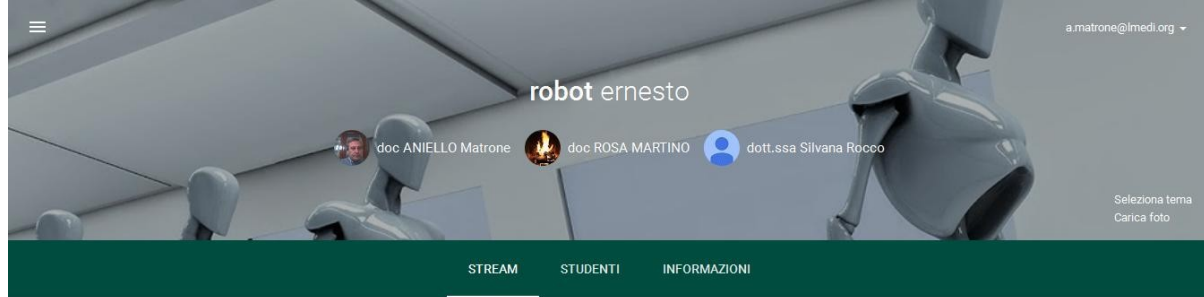 a.matrone@lmedi.org
robot ernesto
doc ANIELLO Matrone doc ROSA MARTINO dott.ssa Silvana Rocco
Seleziona tema
Carica foto
STREAM STUDENTI INFORMAZIONI